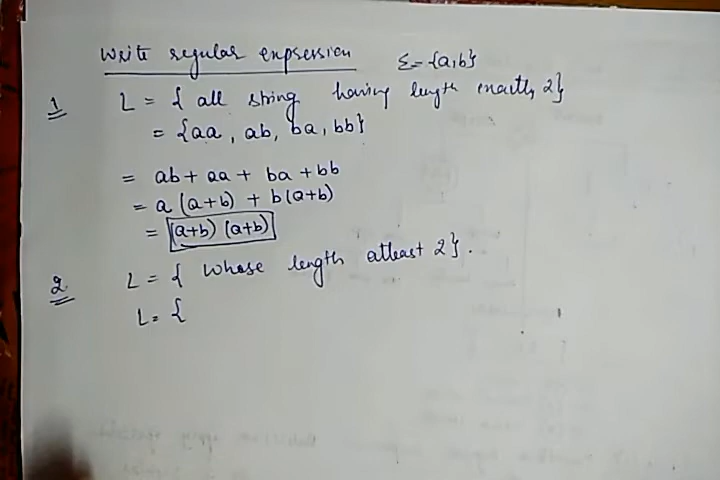 Write regular expsersion Σ = {a,b}
1 L = { all string having length exactly 2}
= {aa, ab, ba, bb}
= ab + aa + ba + bb
= a (a+b) + b(a+b)
= (a+b) (a+b)
2 L = { whose length atleast 2}.
L = {